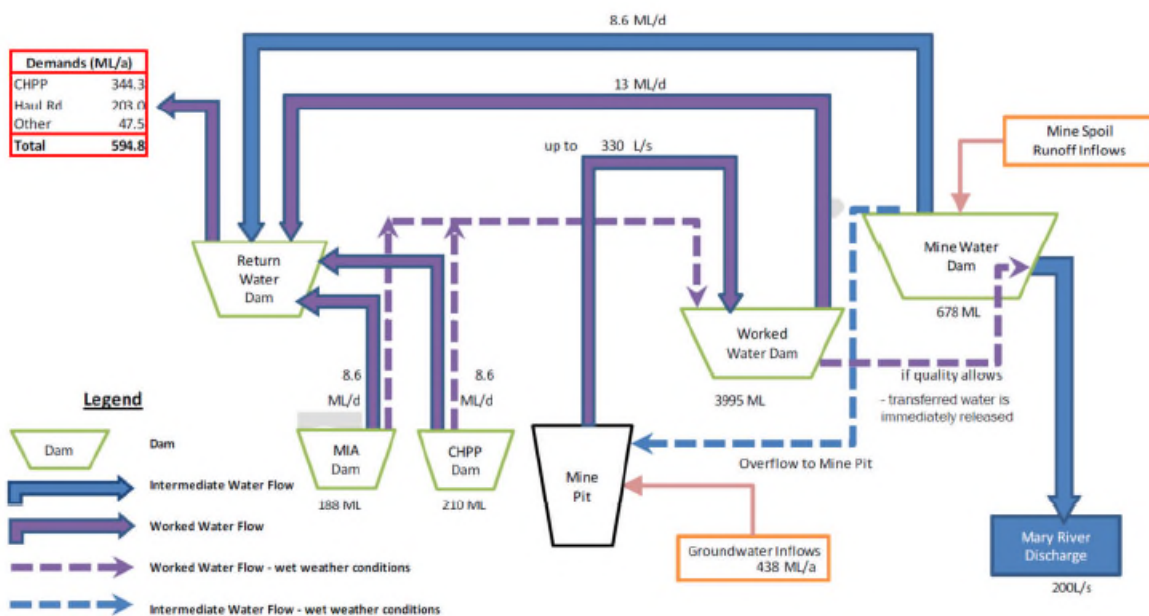 8.6 ML/d
Demands (ML/a)
CHPP 344.3
Haul Rd 203.0
Other 47.5
Total 594.8
13 ML/d
up to 330 L/s
Mine Spoil
Runoff Inflows
Return
Water
Dam
Mine Water
Dam
678 ML
Worked
Water Dam
3995 ML
if quality allows
- transferred water is
immediately released
8.6
ML/d
8.6
ML/d
Legend
Dam
Dam
MIA
Dam
188 ML
CHPP
Dam
210 ML
Mine
Pit
Overflow to Mine Pit
Intermediate Water Flow
Worked Water Flow
Groundwater Inflows
438 ML/a
Mary River
Discharge
200L/s
Worked Water Flow - wet weather conditions
Intermediate Water Flow - wet weather conditions